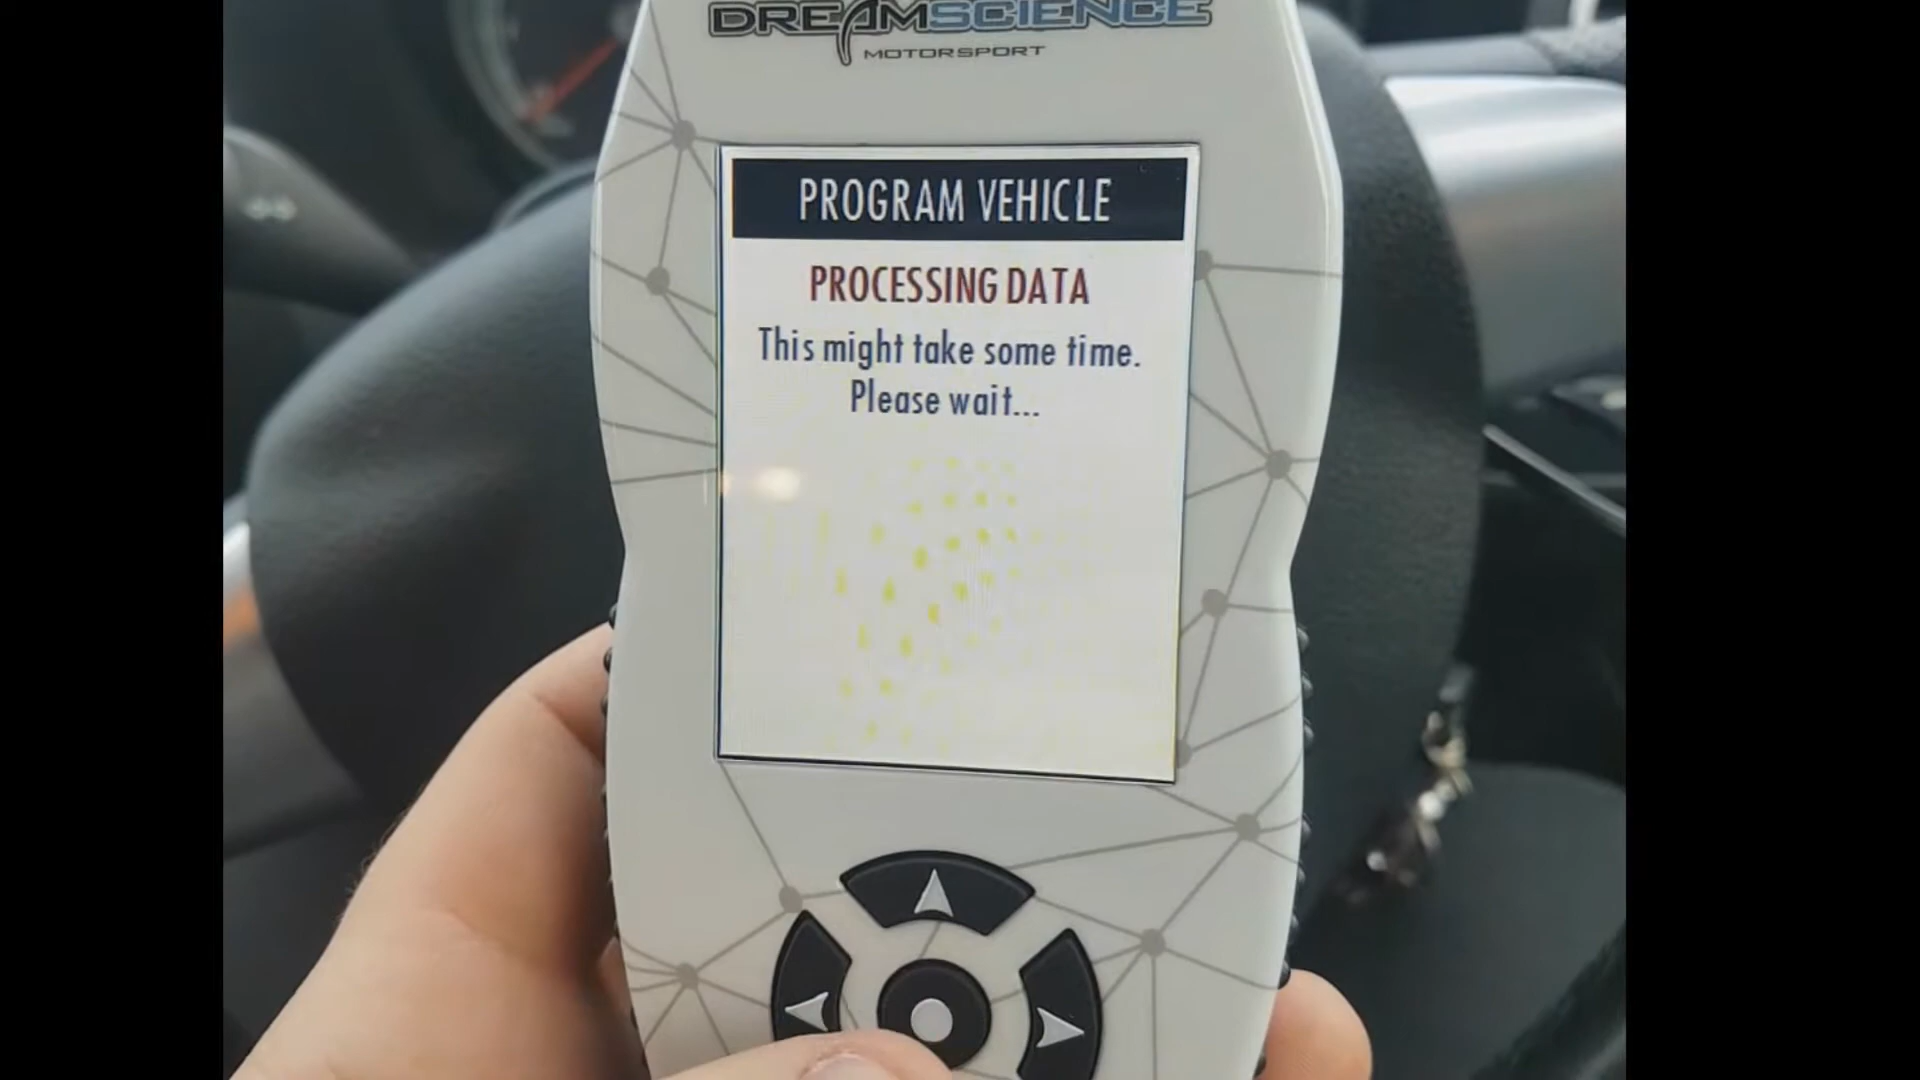 DREAMSCIENCE
MOTORSPORT
PROGRAM VEHICLE
PROCESSING DATA
This might take some time.
Please wait...